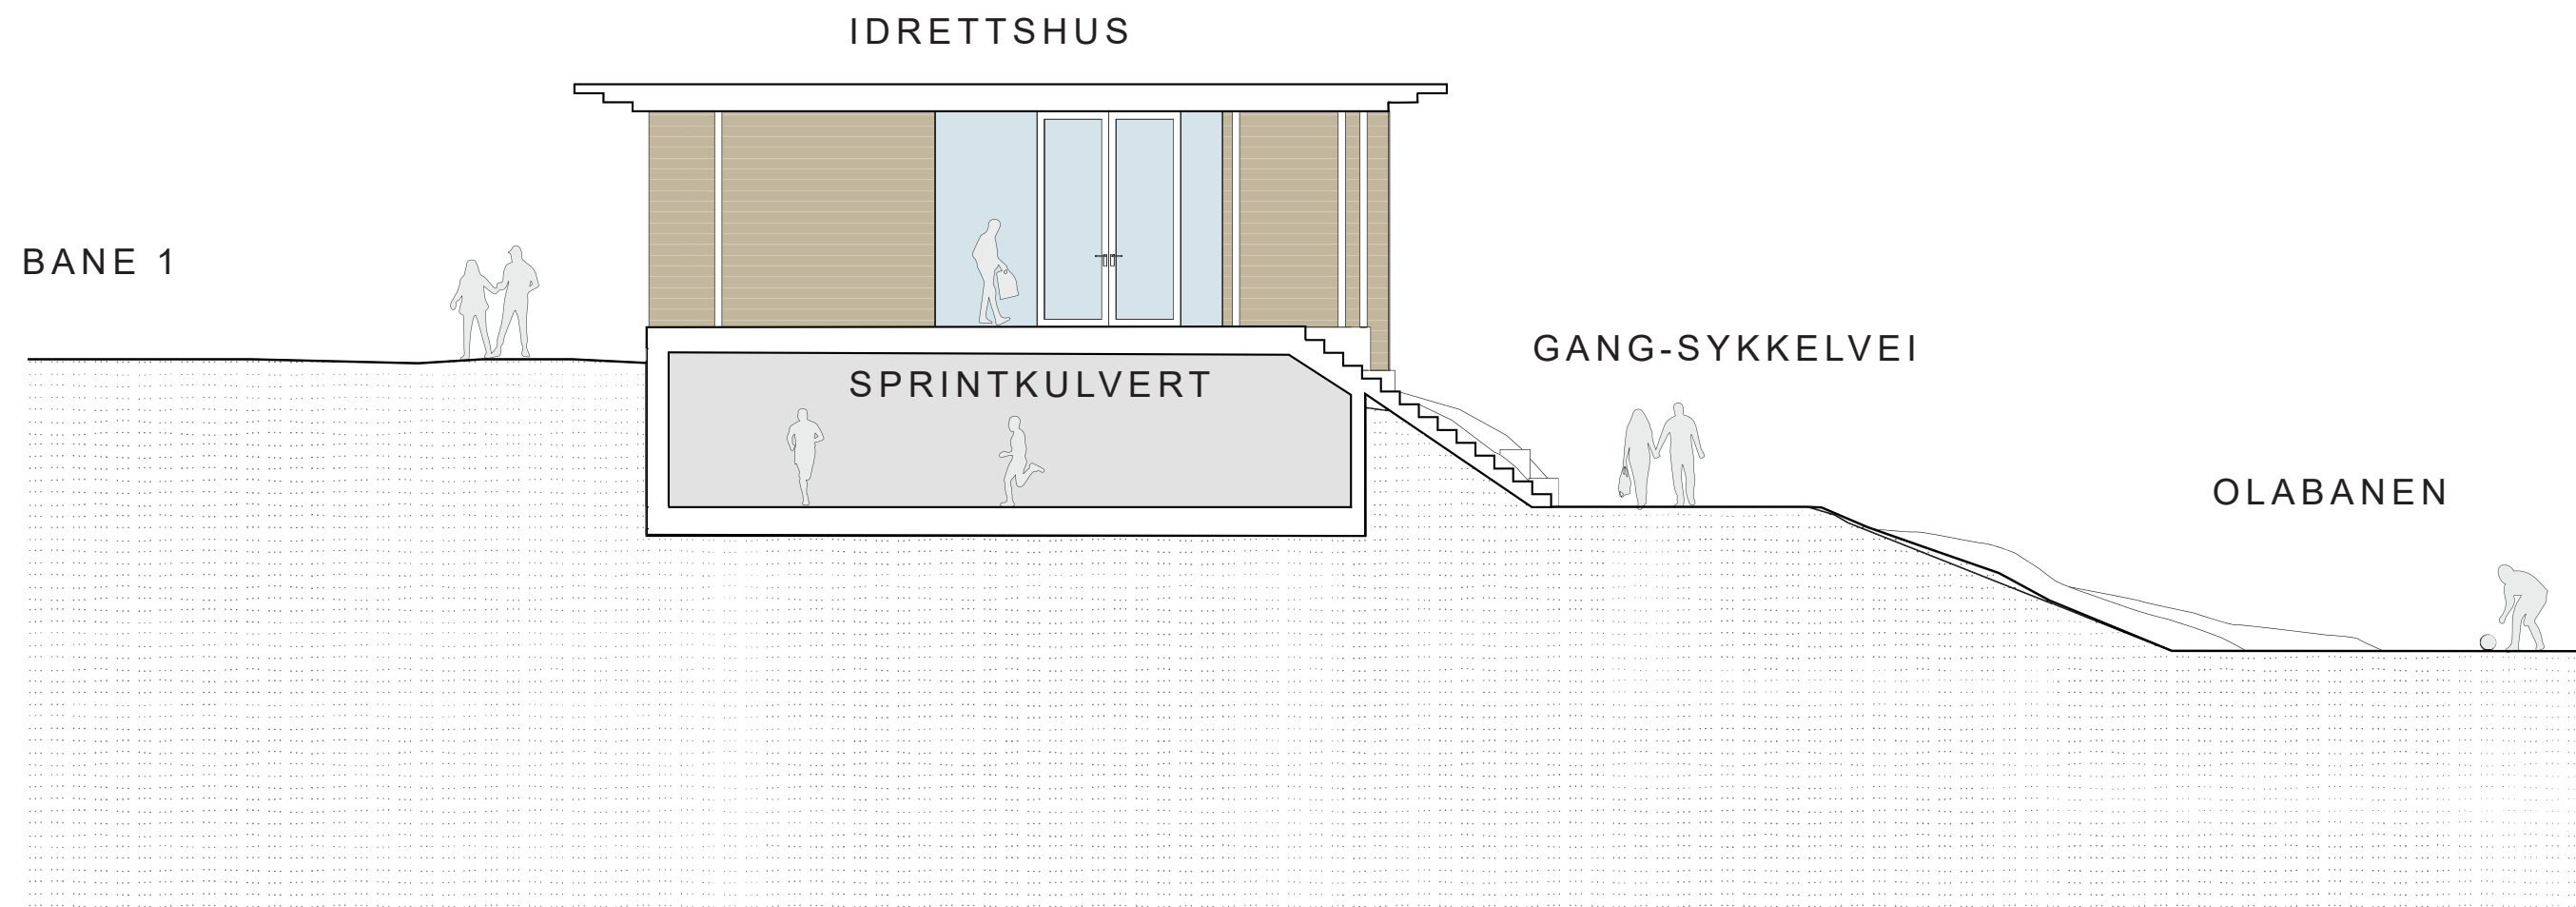 IDRETTSHUS
BANE 1
GANG-SYKKELVEI
SPRINTKULVERT
OLABANEN